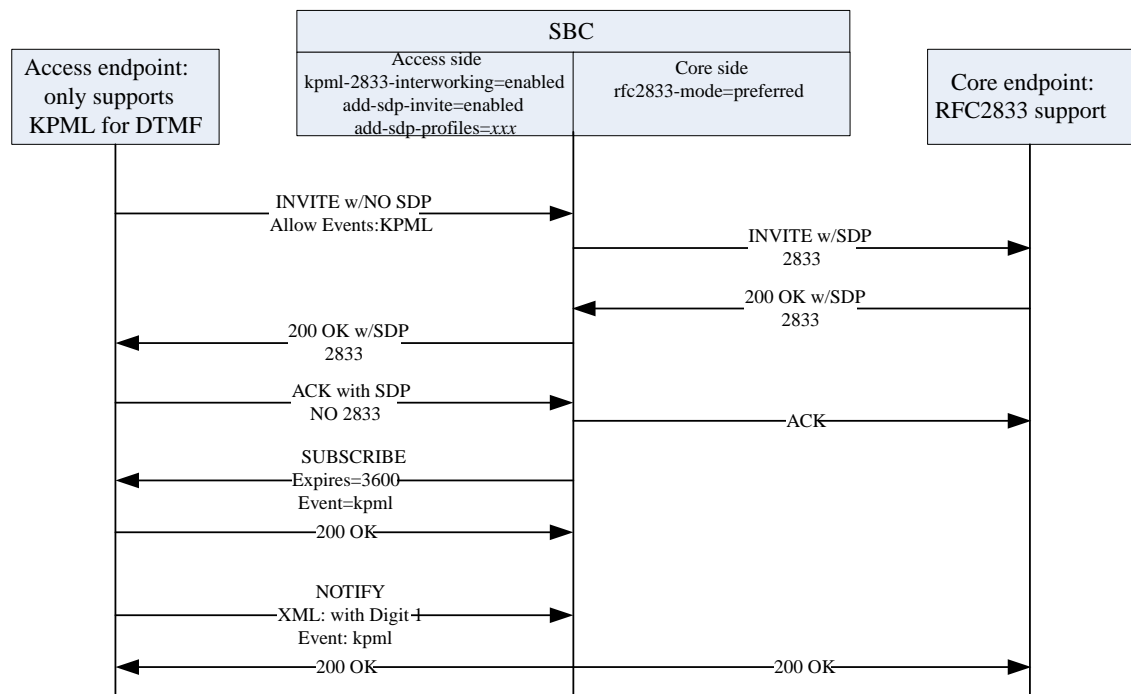 SBC
Access endpoint:
only supports
KPML for DTMF
Access side
kpml-2833-interworking=enabled
add-sdp-invite=enabled
add-sdp-profiles=xxx
Core side
rfc2833-mode=preferred
Core endpoint:
RFC2833 support
INVITE w/NO SDP
Allow Events:KPML
INVITE w/SDP
2833
200 OK w/SDP
2833
200 OK w/SDP
2833
ACK with SDP
NO 2833
ACK
SUBSCRIBE
Expires=3600
Event=kpml
200 OK
NOTIFY
XML: with Digit 1
Event: kpml
200 OK
200 OK